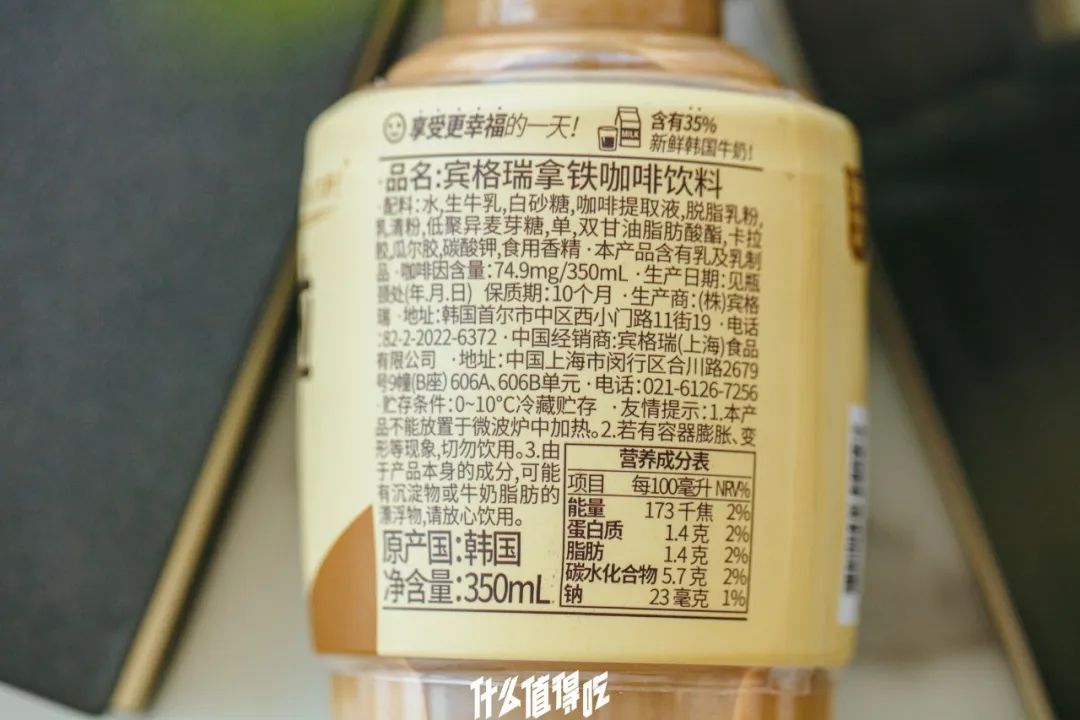 享受更幸福的一天!
含有35%
新鲜韩国牛奶!
MILK
·品名:宾格瑞拿铁咖啡饮料
·配料:水,生牛乳,白砂糖,咖啡提取液,脱脂乳粉,
乳清粉,低聚异麦芽糖,单,双甘油脂肪酸酯,卡拉
胶,瓜尔胶,碳酸钾,食用香精 ·本产品含有乳及乳制
品 ·咖啡因含量:74.9mg/350mL ·生产日期:见瓶
颈处(年.月.日) 保质期:10个月 ·生产商:(株)宾格
瑞 ·地址:韩国首尔市中区西小门路11街19 ·电话
:82-2-2022-6372 ·中国经销商:宾格瑞(上海)食品
有限公司 ·地址:中国上海市闵行区合川路2679
号9幢(B座) 606A、606B单元 ·电话:021-6126-7256
·贮存条件:0~10°C冷藏贮存 ·友情提示:1.本产
品不能放置于微波炉中加热。2.若有容器膨胀、变
形等现象,切勿饮用。3.由
于产品本身的成分,可能
有沉淀物或牛奶脂肪的
漂浮物,请放心饮用。
原产国:韩国
净含量:350mL
营养成分表
项目 每100毫升 NRV%
能量 173千焦 2%
蛋白质 1.4克 2%
脂肪 1.4克 2%
碳水化合物 5.7克 2%
钠 23毫克 1%
什么值得吃